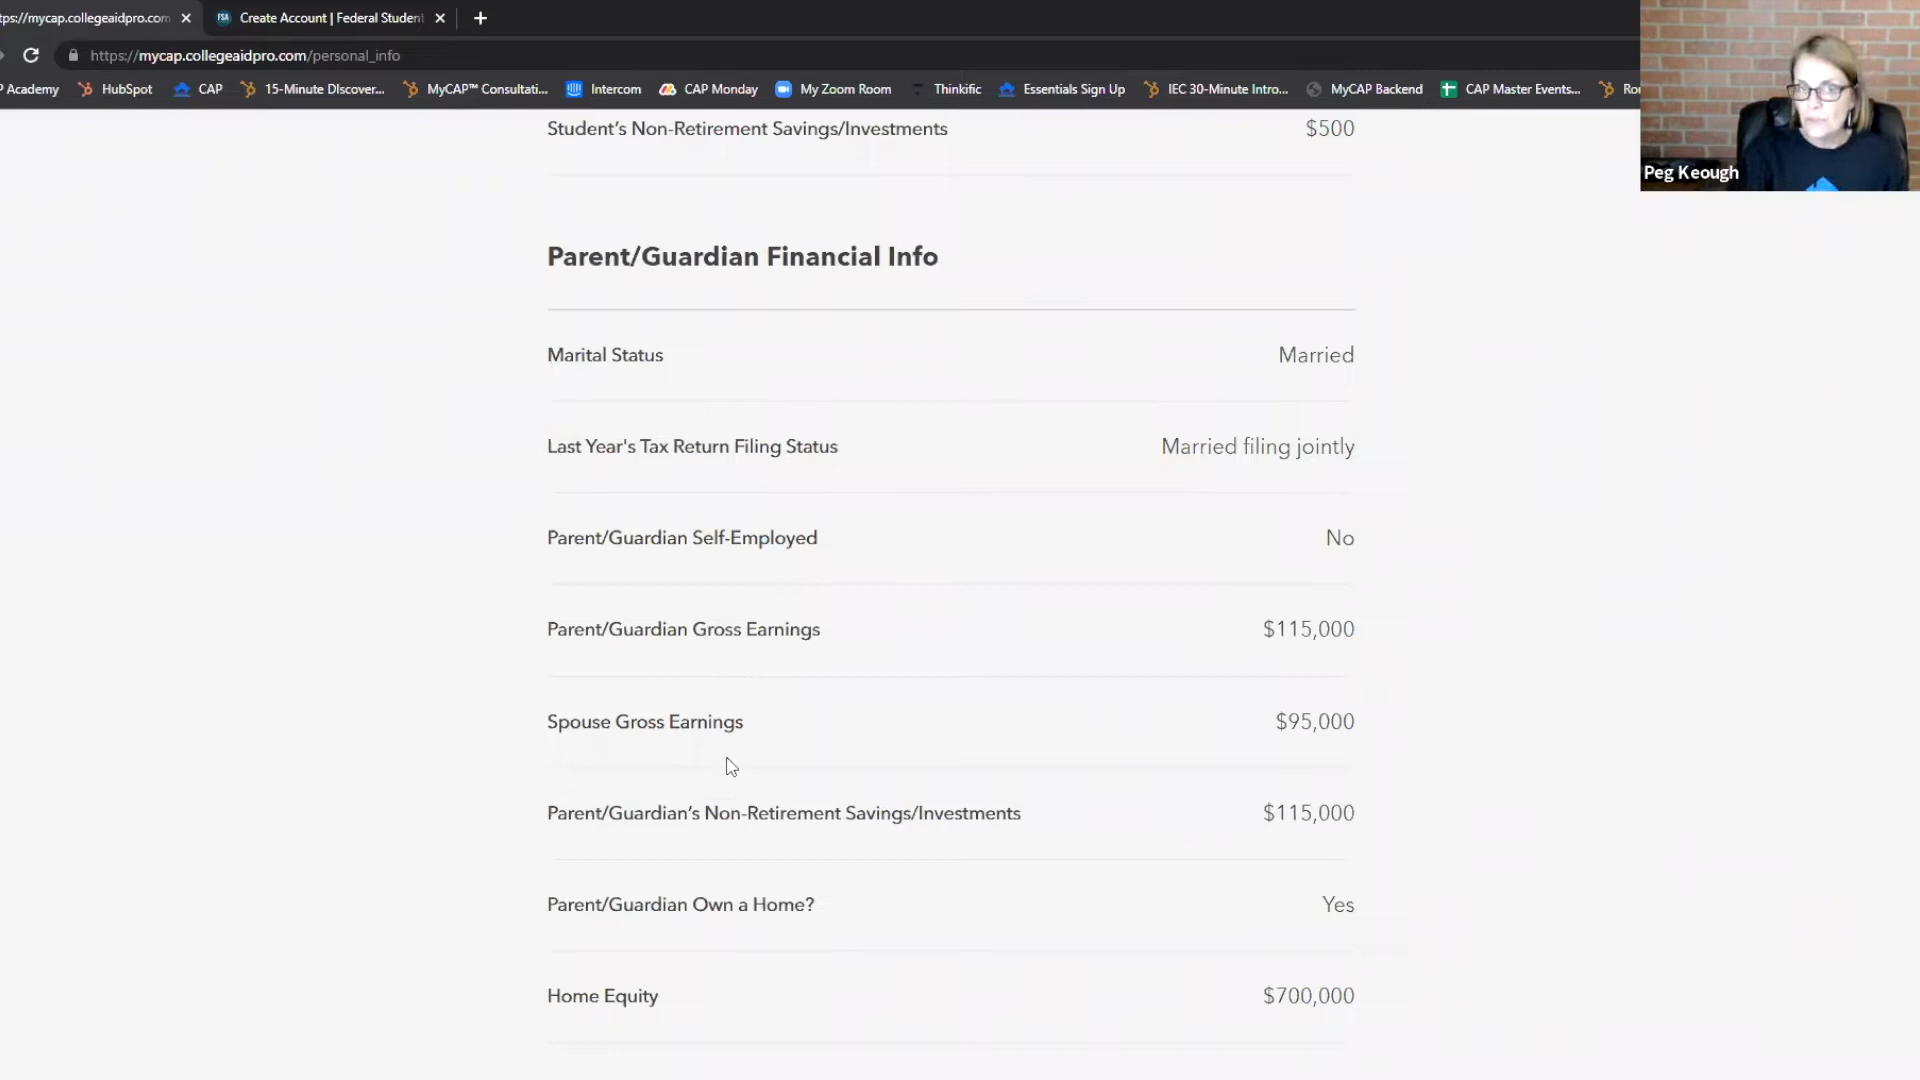 tps://mycap.collegeaidpro.com
Create Account | Federal Student
https://mycap.collegeaidpro.com/personal_info
P Academy HubSpot CAP 15-Minute DIscover... MyCAP™ Consultati... Intercom CAP Monday My Zoom Room Thinkific Essentials Sign Up IEC 30-Minute Intro... MyCAP Backend CAP Master Events...
Peg Keough
Student's Non-Retirement Savings/Investments $500
Parent/Guardian Financial Info
Marital Status Married
Last Year's Tax Return Filing Status Married filing jointly
Parent/Guardian Self-Employed No
Parent/Guardian Gross Earnings $115,000
Spouse Gross Earnings $95,000
Parent/Guardian's Non-Retirement Savings/Investments $115,000
Parent/Guardian Own a Home? Yes
Home Equity $700,000